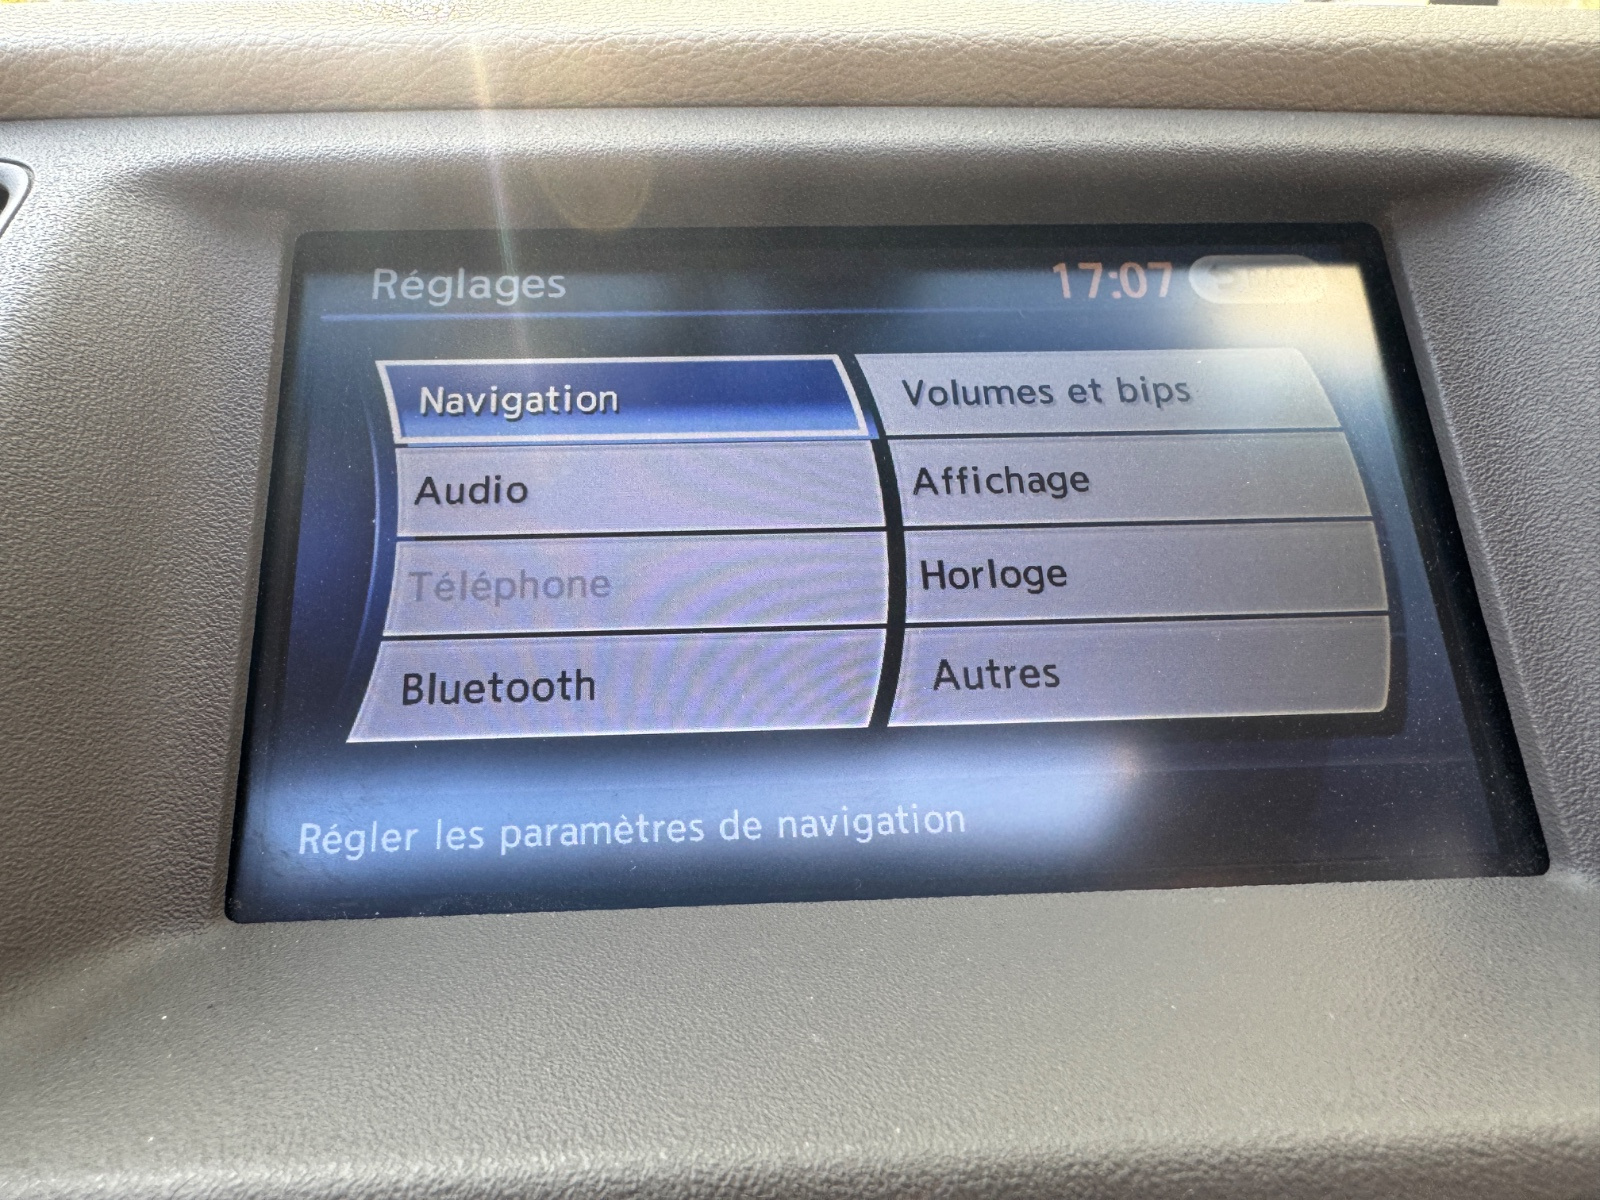 Réglages 17:07
Navigation
Audio
Téléphone
Bluetooth
Volumes et bips
Affichage
Horloge
Autres
Régler les paramètres de navigation